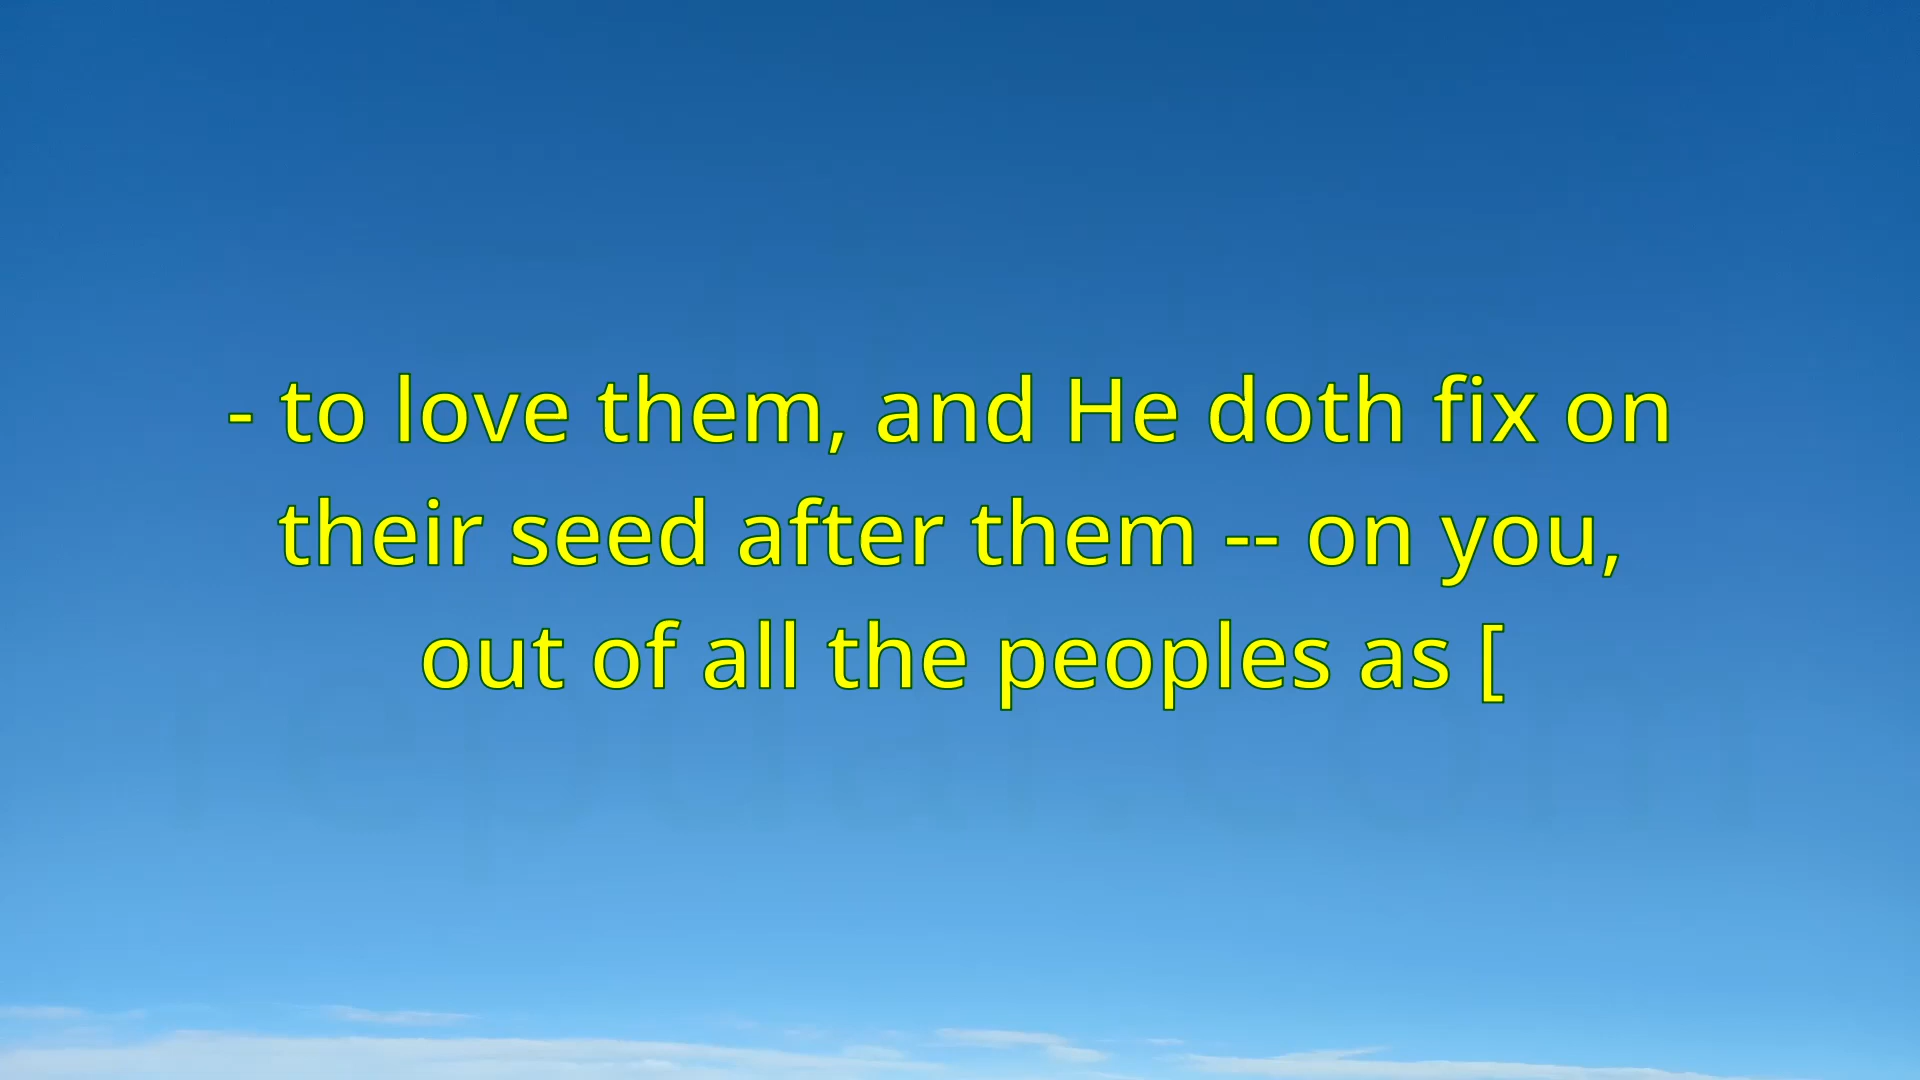 - to love them, and He doth fix on
their seed after them -- on you,
out of all the peoples as [